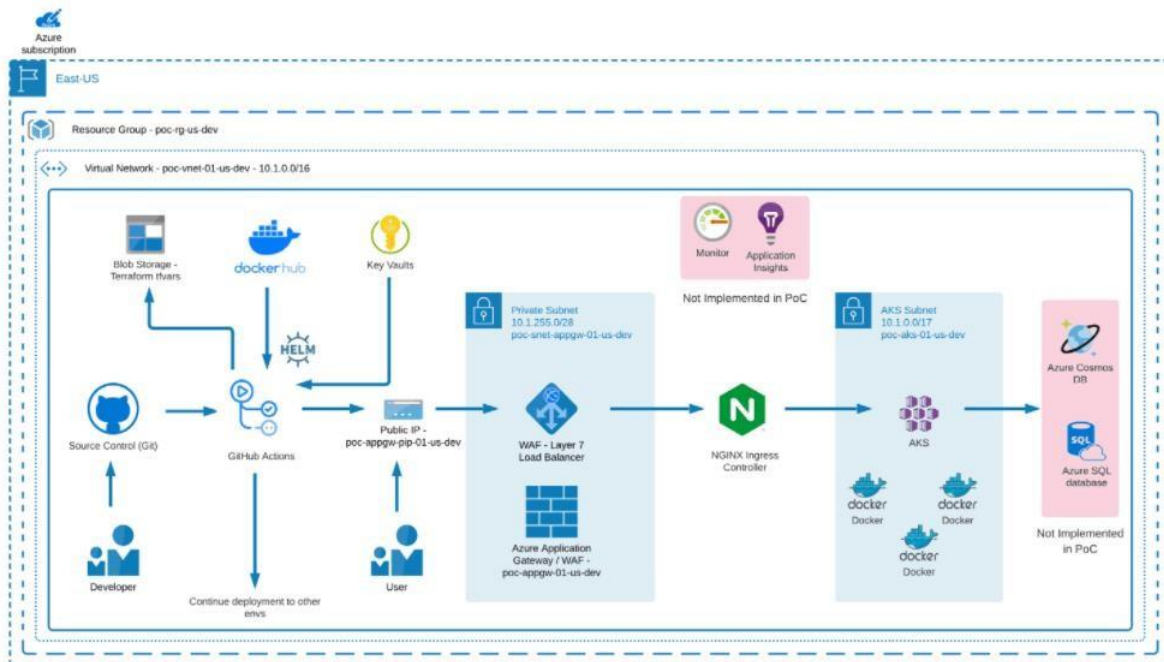 Azure
subscription
East-US
Resource Group - poc-rg-us-dev
Virtual Network - poc-vnet-01-us-dev - 10.1.0.0/16
Blob Storage -
Terraform tfvars
dockerhub
Key Vaults
HELM
Monitor
Application
Insights
Not Implemented in PoC
Private Subnet
10.1.255.0/28
poc-snet-appgw-01-us-dev
AKS Subnet
10.1.0.0/17
poc-aks-01-us-dev
Azure Cosmos
DB
Source Control (Git)
GitHub Actions
Public IP -
poc-appgw-pip-01-us-dev
WAF - Layer 7
Load Balancer
N
NGINX Ingress
Controller
AKS
SQL
Azure SQL
database
docker
Docker
docker
Docker
docker
Docker
Azure Application
Gateway / WAF -
poc-appgw-01-us-dev
Not Implemented
in PoC
Developer
User
Continue deployment to other
envs